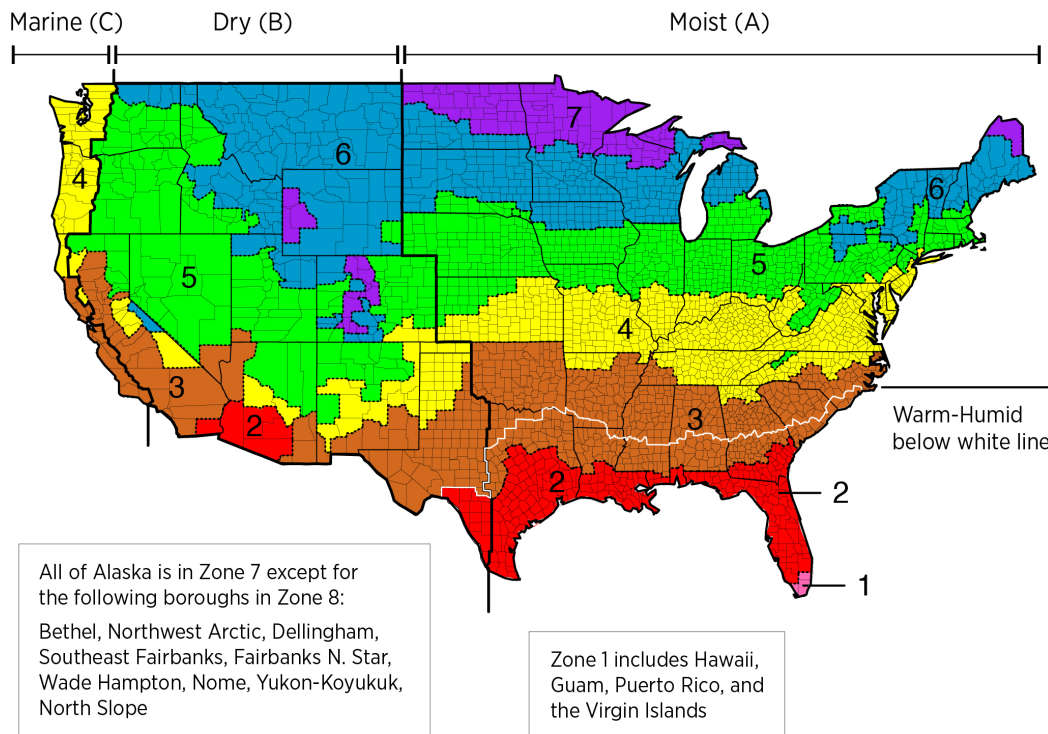 Marine (C)
Dry (B)
Moist (A)
7
6
4
6
5
5
4
3
3
2
Warm-Humid
below white line
2
2
1
All of Alaska is in Zone 7 except for
the following boroughs in Zone 8:
Bethel, Northwest Arctic, Dellingham,
Southeast Fairbanks, Fairbanks N. Star,
Wade Hampton, Nome, Yukon-Koyukuk,
North Slope
Zone 1 includes Hawaii,
Guam, Puerto Rico, and
the Virgin Islands